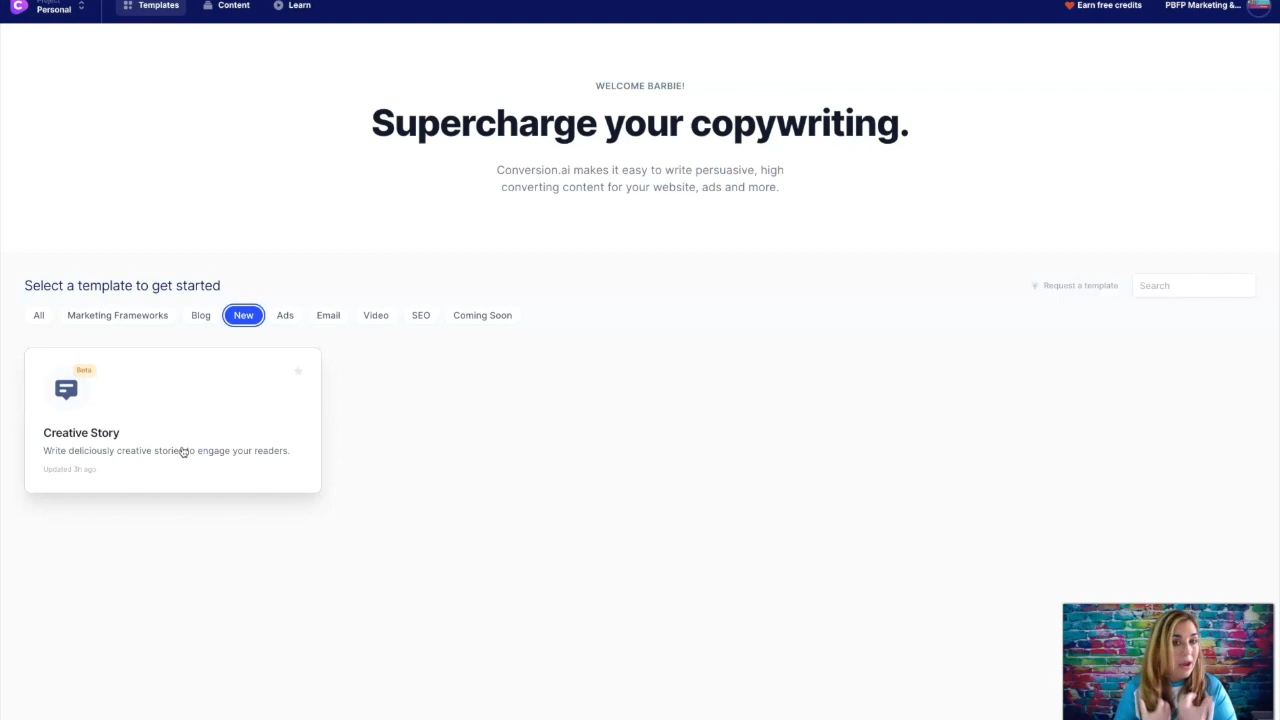 Project
C Personal
Templates
Content
Learn
Earn free credits
PBFP Marketing &...
WELCOME BARBIE!
Supercharge your copywriting.
Conversion.ai makes it easy to write persuasive, high
converting content for your website, ads and more.
Select a template to get started
Request a template
Search
All
Marketing Frameworks
Blog
New
Ads
Email
Video
SEO
Coming Soon
Beta
Creative Story
Write deliciously creative stories to engage your readers.
Updated 3h ago